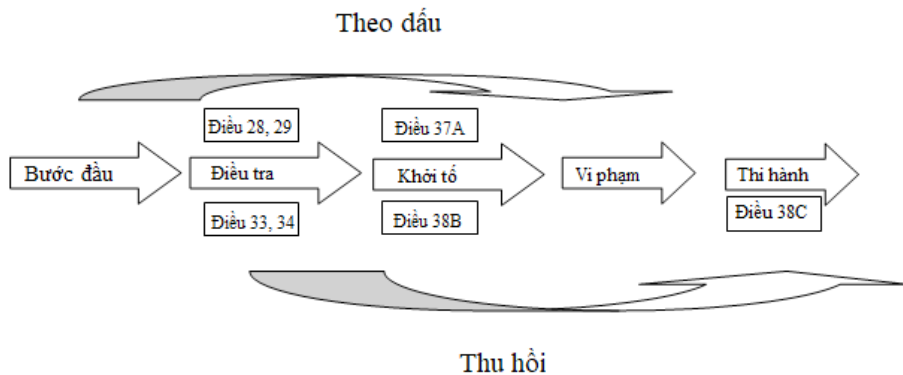 Theo dấu
Điều 28, 29
Điều 37A
Bước đầu
Điều tra
Khởi tố
Vi phạm
Thi hành
Điều 33, 34
Điều 38B
Điều 38C
Thu hồi